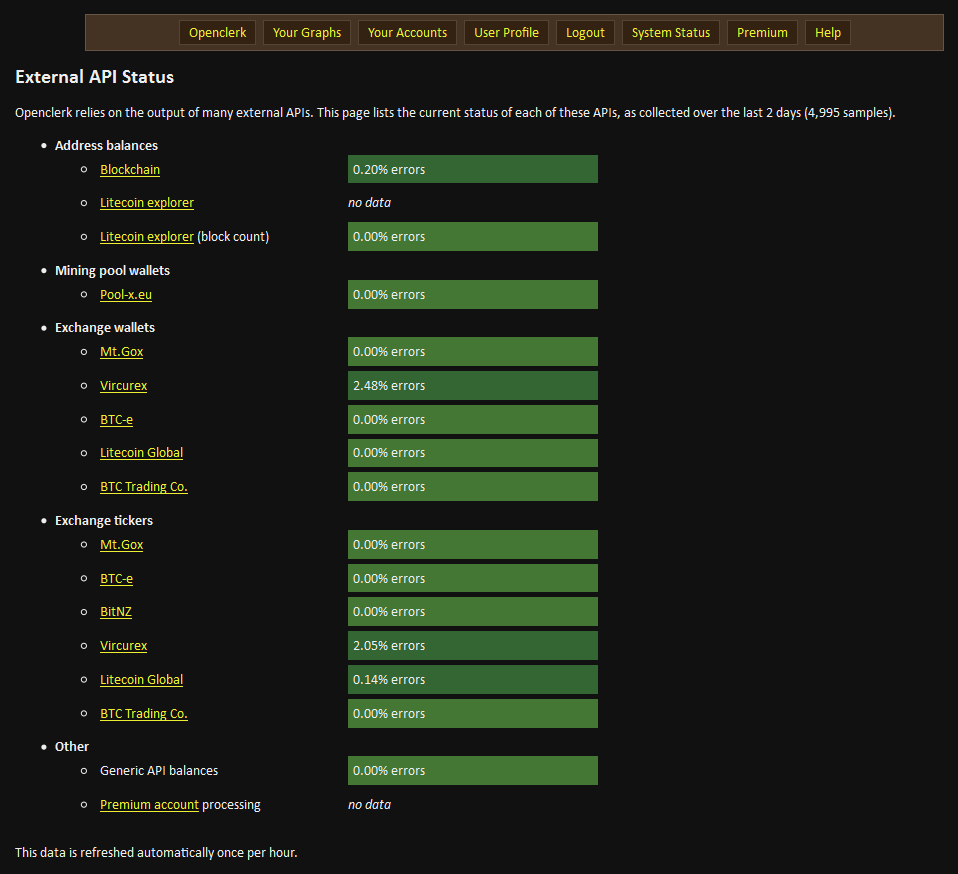 Openclerk Your Graphs Your Accounts User Profile Logout System Status Premium Help
External API Status
Openclerk relies on the output of many external APIs. This page lists the current status of each of these APIs, as collected over the last 2 days (4,995 samples).
Address balances
Blockchain 0.20% errors
Litecoin explorer no data
Litecoin explorer (block count) 0.00% errors
Mining pool wallets
Pool-x.eu 0.00% errors
Exchange wallets
Mt.Gox 0.00% errors
Vircurex 2.48% errors
BTC-e 0.00% errors
Litecoin Global 0.00% errors
BTC Trading Co. 0.00% errors
Exchange tickers
Mt.Gox 0.00% errors
BTC-e 0.00% errors
BitNZ 0.00% errors
Vircurex 2.05% errors
Litecoin Global 0.14% errors
BTC Trading Co. 0.00% errors
Other
Generic API balances 0.00% errors
Premium account processing no data
This data is refreshed automatically once per hour.